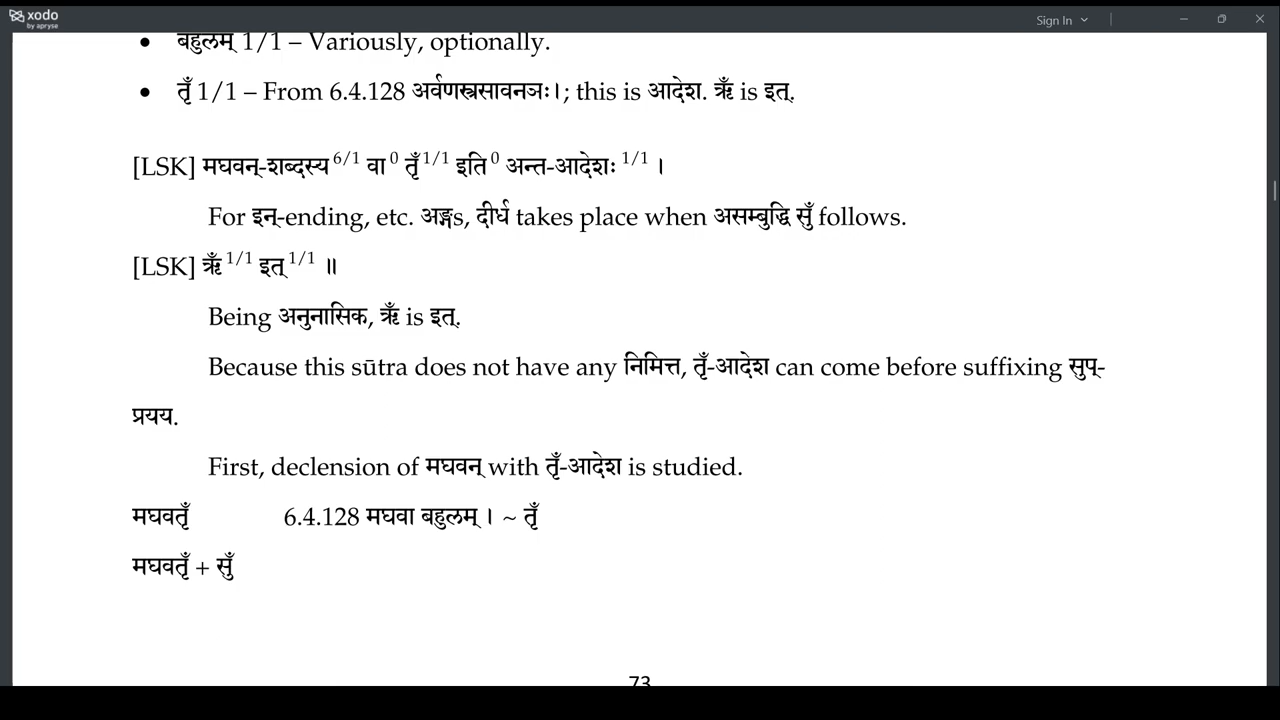 xodo
by apryse
Sign In
• बहुलम् 1/1 – Variously, optionally.
• तृँ 1/1 – From 6.4.128 अर्वणस्त्रसावनञः।; this is आदेश. ऋँ is इत्.
[LSK] मघवन्-शब्दस्य 6/1 वा 0 तृँ 1/1 इति 0 अन्त-आदेशः 1/1 ।
For इन्-ending, etc. अङ्गs, दीर्घ takes place when असम्बुद्धि सुँ follows.
[LSK] ऋँ 1/1 इत् 1/1 ॥
Being अनुनासिक, ऋँ is इत्.
Because this sūtra does not have any निमित्त, तृँ-आदेश can come before suffixing सुप्-
प्रयय.
First, declension of मघवन् with तृँ-आदेश is studied.
मघवतृँ 6.4.128 मघवा बहुलम् । ~ तृँ
मघवतृँ + सुँ
73